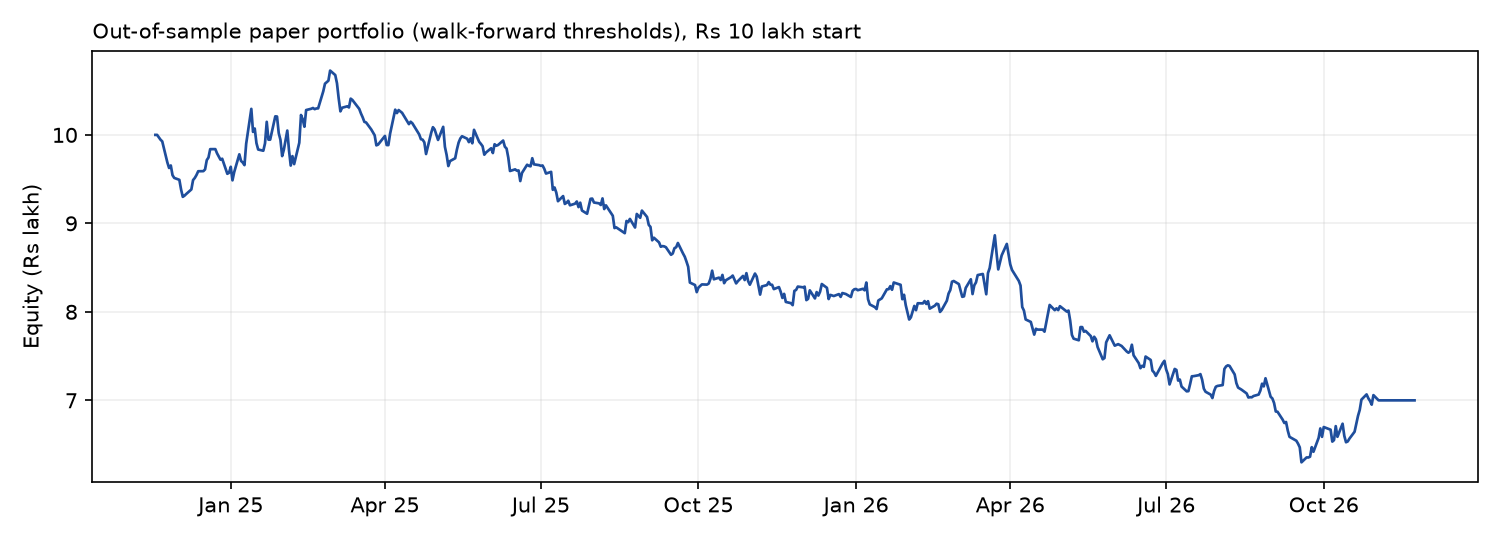 Out-of-sample paper portfolio (walk-forward thresholds), Rs 10 lakh start
Equity (Rs lakh)
10
9
8
7
Jan 25 Apr 25 Jul 25 Oct 25 Jan 26 Apr 26 Jul 26 Oct 26